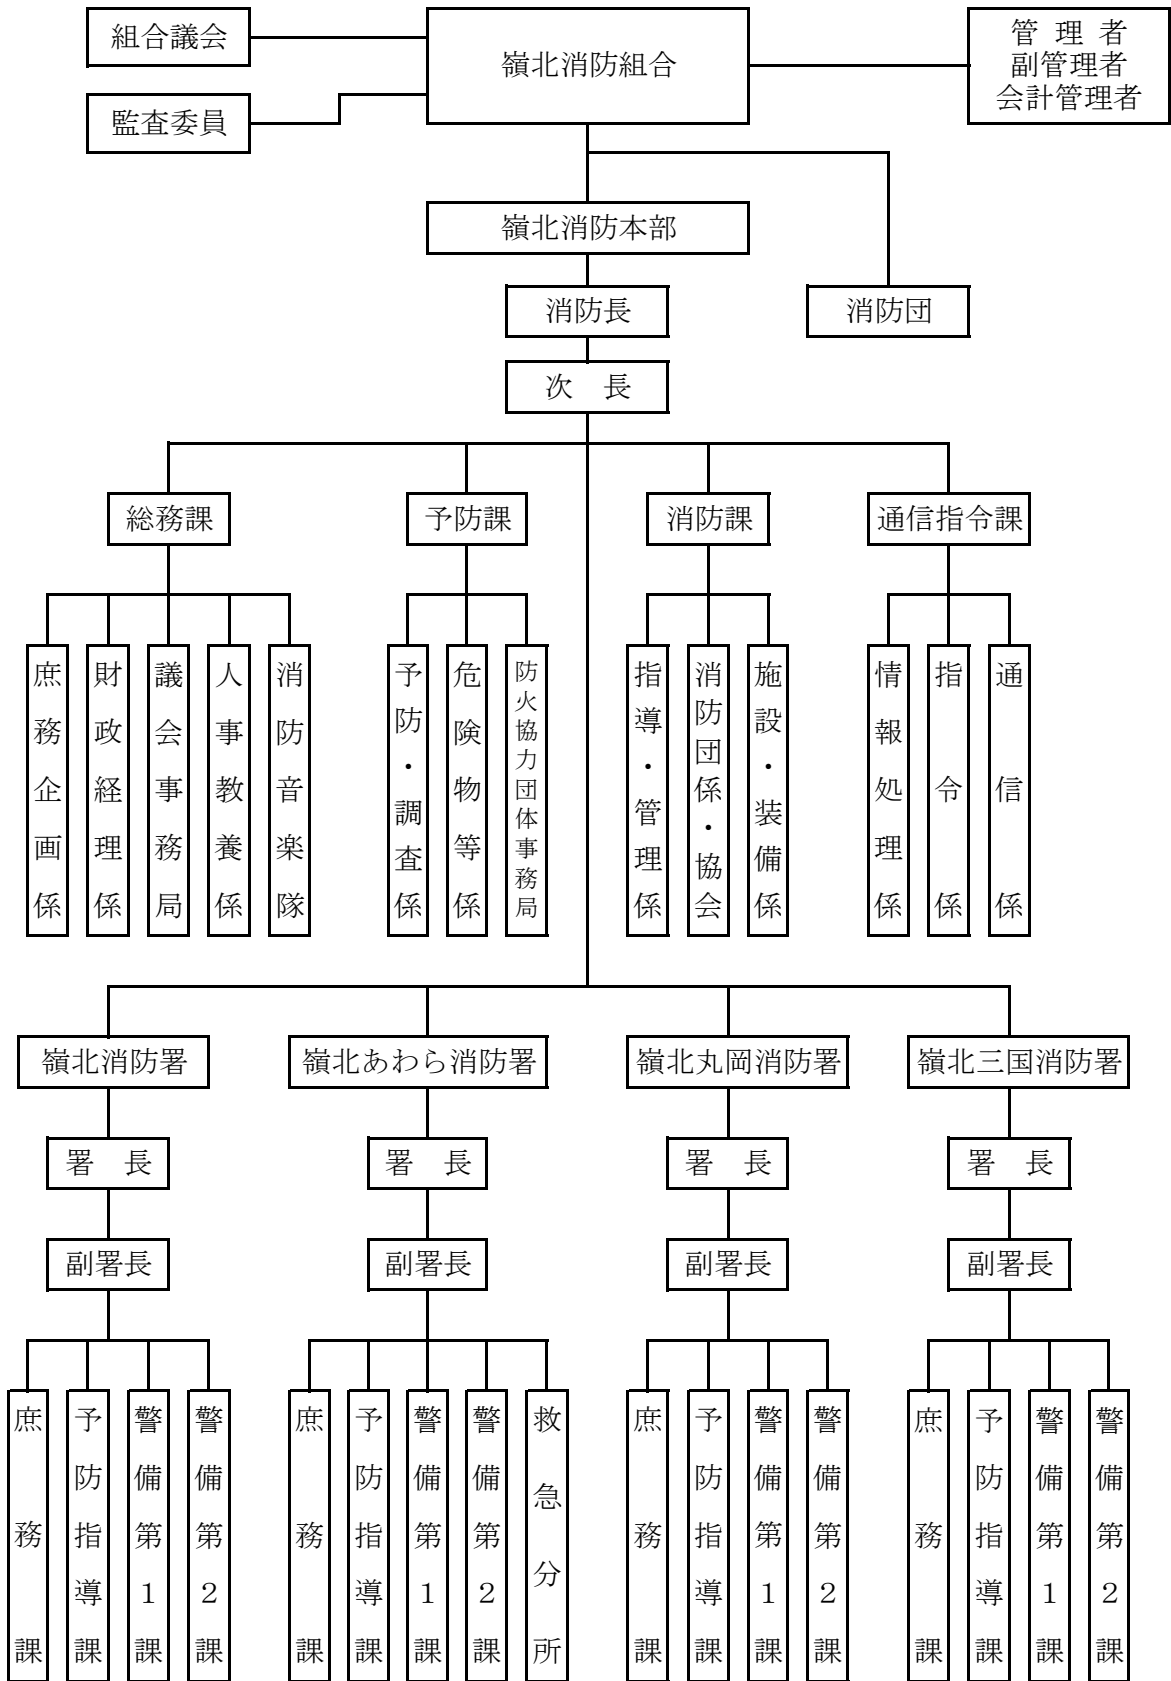 組合議会
嶺北消防組合
管 理 者
副管理者
会計管理者
監査委員
嶺北消防本部
消防長
消防団
次 長
総務課
予防課
消防課
通信指令課
庶務企画係
財政経理係
議会事務局
人事教養係
消防音楽隊
予防・調査係
危険物等係
防火協力団体事務局
指導・管理係
消防団係・協会
施設・装備係
情報処理係
指令係
通信係
嶺北消防署
嶺北あわら消防署
嶺北丸岡消防署
嶺北三国消防署
署 長
署 長
署 長
署 長
副署長
副署長
副署長
副署長
庶務課
予防指導課
警備第1課
警備第2課
庶務課
予防指導課
警備第1課
警備第2課
救急分所
庶務課
予防指導課
警備第1課
警備第2課
庶務課
予防指導課
警備第1課
警備第2課